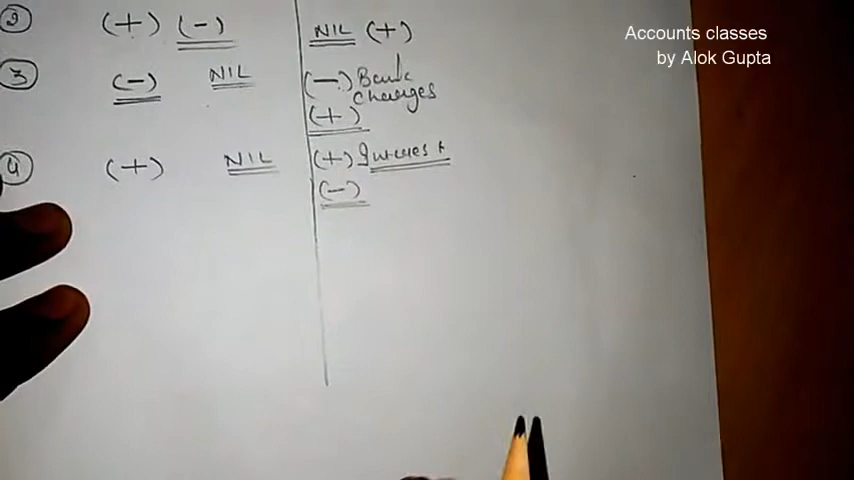 Accounts classes
by Alok Gupta
2 (+) (-) NIL (+)
3 (-) NIL (-) Bank charges
(+)
4 (+) NIL (+) Interest
(-)